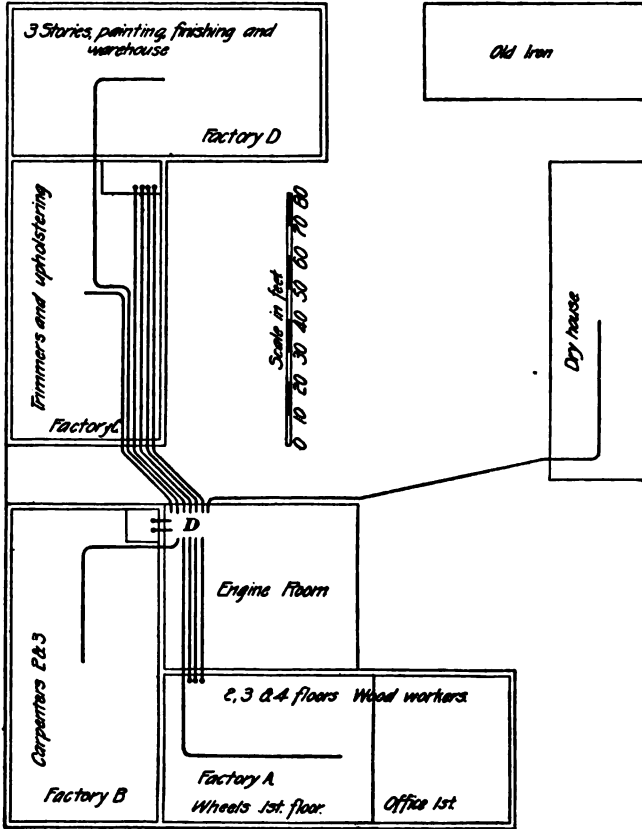 3 Stories, painting, finishing and
warehouse
Factory D
Old Iron
Trimmers and upholstering
Factory C
Scale in feet
0 10 20 30 40 50 60 70 80
Dry house
D
Engine Room
Carpenters 2&3
Factory B
2, 3 & 4 floors Wood workers.
Factory A
Wheels 1st. floor.
Office 1st